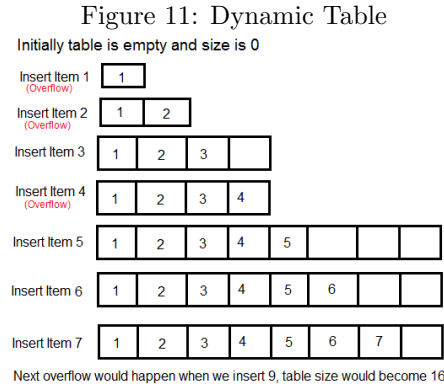 Figure 11: Dynamic Table
Initially table is empty and size is 0
Insert Item 1
(Overflow)
1
Insert Item 2
(Overflow)
1 2
Insert Item 3
1 2 3
Insert Item 4
(Overflow)
1 2 3 4
Insert Item 5
1 2 3 4 5
Insert Item 6
1 2 3 4 5 6
Insert Item 7
1 2 3 4 5 6 7
Next overflow would happen when we insert 9, table size would become 16